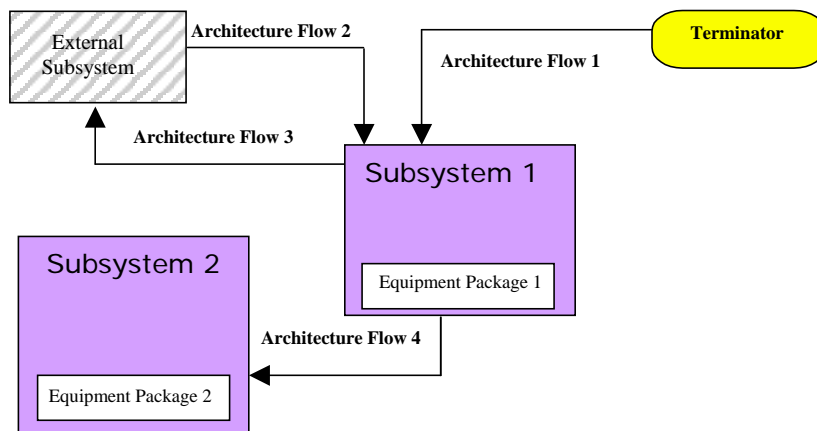 External
Subsystem
Architecture Flow 2
Terminator
Architecture Flow 1
Architecture Flow 3
Subsystem 1
Equipment Package 1
Subsystem 2
Architecture Flow 4
Equipment Package 2